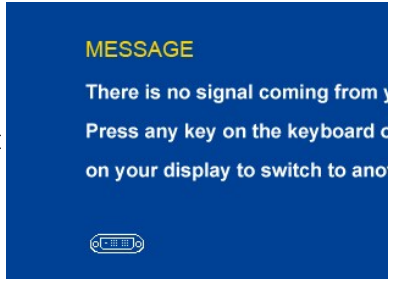 MESSAGE
There is no signal coming from
Press any key on the keyboard
on your display to switch to